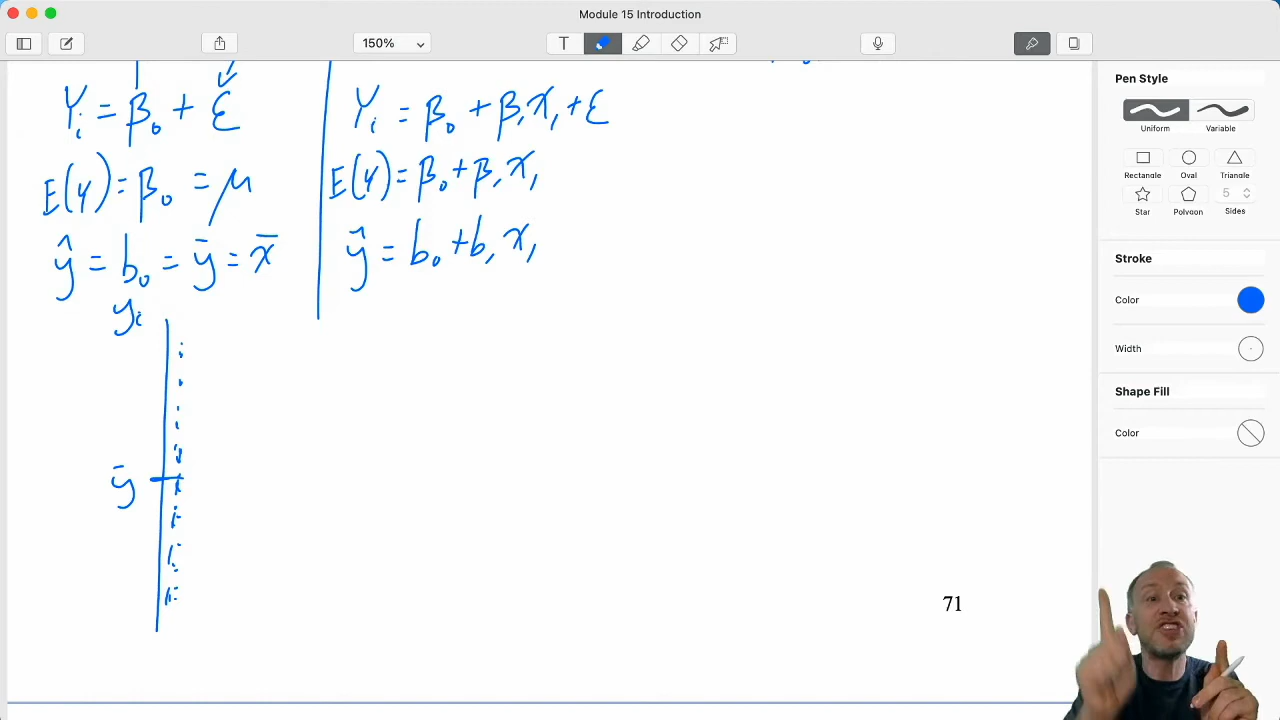 Module 15 Introduction
150%
T
Yᵢ = β₀ + ε
E(y) = β₀ = μ
ŷ = b₀ = ȳ = x̄
yᵢ
ȳ
Yᵢ = β₀ + β₁x₁ + ε
E(y) = β₀ + β₁x₁
ŷ = b₀ + b₁x₁
71
Pen Style
Uniform Variable
Rectangle Oval Triangle
5
Star Polygon Sides
Stroke
Color
Width
Shape Fill
Color